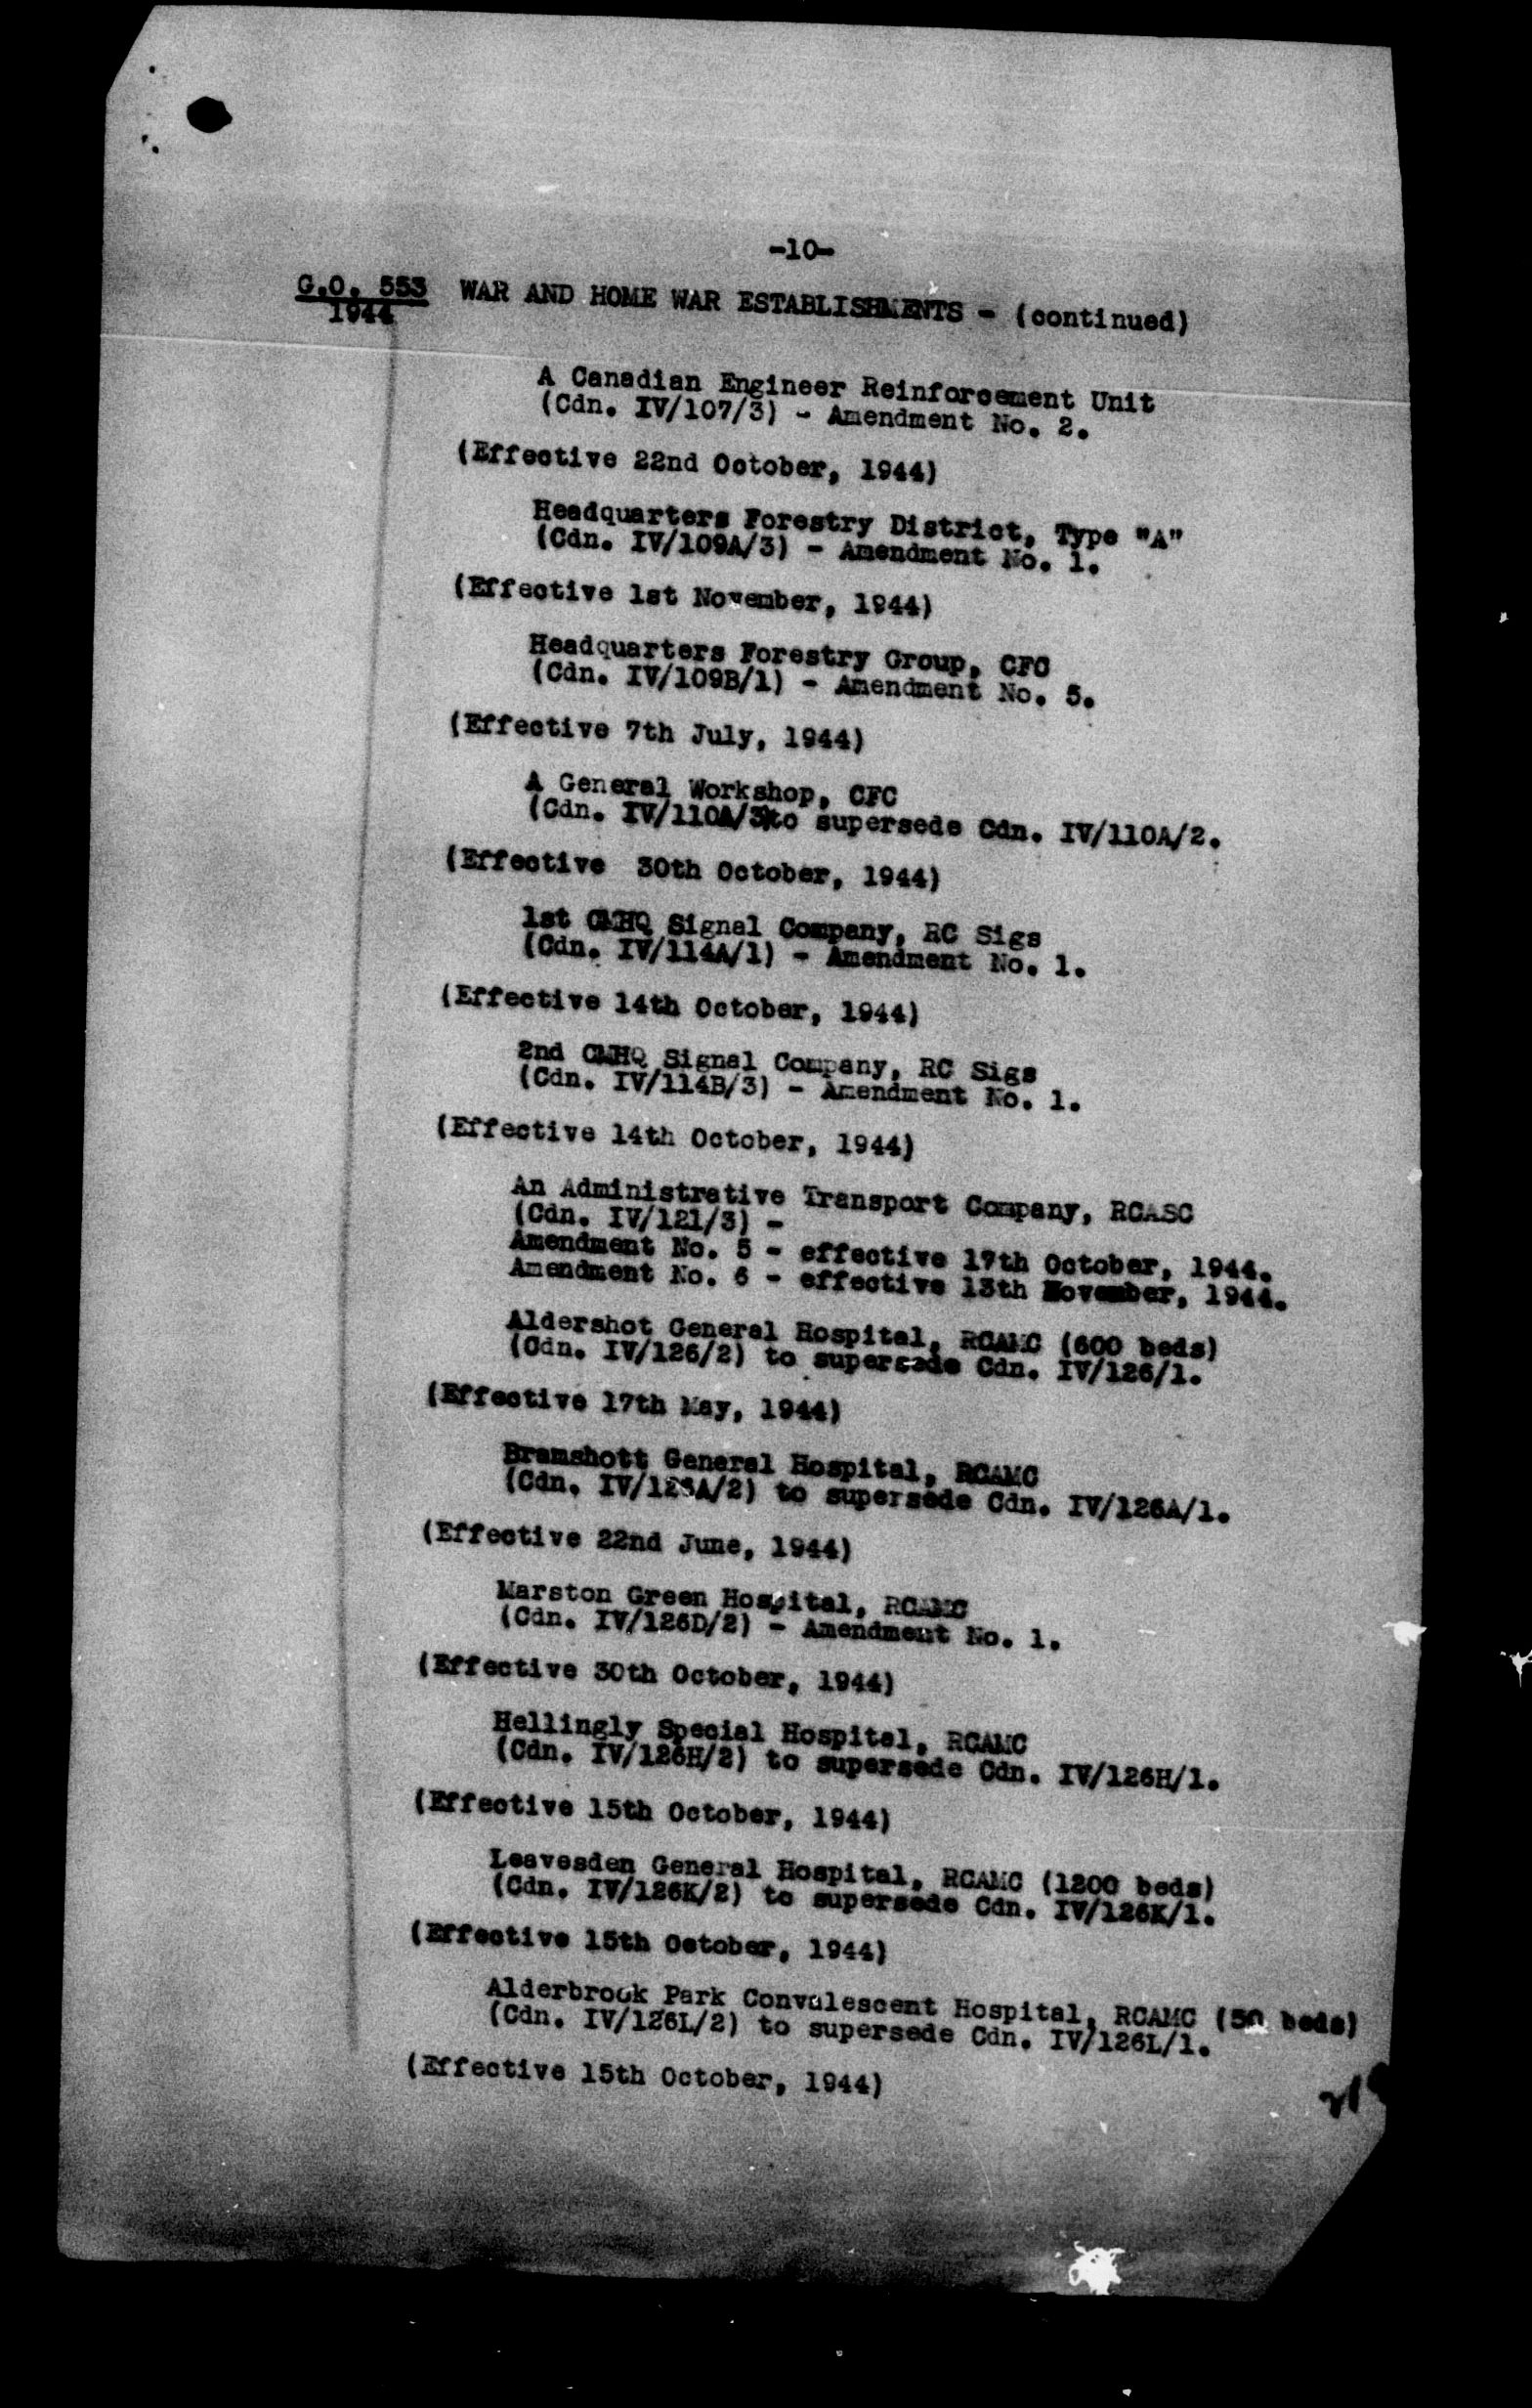 -10-
G.O. 553 WAR AND HOME WAR ESTABLISHMENTS - (continued)
1944
A Canadian Engineer Reinforcement Unit
(Cdn. IV/107/3) - Amendment No. 2.
(Effective 22nd October, 1944)
Headquarters Forestry District, Type "A"
(Cdn. IV/109A/3) - Amendment No. 1.
(Effective 1st November, 1944)
Headquarters Forestry Group, CFC
(Cdn. IV/109B/1) - Amendment No. 5.
(Effective 7th July, 1944)
A General Workshop, CFC
(Cdn. IV/110A/3)to supersede Cdn. IV/110A/2.
(Effective 30th October, 1944)
1st CMHQ Signal Company, RC Sigs
(Cdn. IV/114A/1) - Amendment No. 1.
(Effective 14th October, 1944)
2nd CMHQ Signal Company, RC Sigs
(Cdn. IV/114B/3) - Amendment No. 1.
(Effective 14th October, 1944)
An Administrative Transport Company, RCASC
(Cdn. IV/121/3) -
Amendment No. 5 - effective 17th October, 1944.
Amendment No. 6 - effective 13th November, 1944.
Aldershot General Hospital, RCAMC (600 beds)
(Cdn. IV/126/2) to supersede Cdn. IV/126/1.
(Effective 17th May, 1944)
Bramshott General Hospital, RCAMC
(Cdn. IV/126A/2) to supersede Cdn. IV/126A/1.
(Effective 22nd June, 1944)
Marston Green Hospital, RCAMC
(Cdn. IV/126D/2) - Amendment No. 1.
(Effective 30th October, 1944)
Hellingly Special Hospital, RCAMC
(Cdn. IV/126H/2) to supersede Cdn. IV/126H/1.
(Effective 15th October, 1944)
Leavesden General Hospital, RCAMC (1200 beds)
(Cdn. IV/126K/2) to supersede Cdn. IV/126K/1.
(Effective 15th October, 1944)
Alderbrook Park Convalescent Hospital, RCAMC (50 beds)
(Cdn. IV/126L/2) to supersede Cdn. IV/126L/1.
(Effective 15th October, 1944)